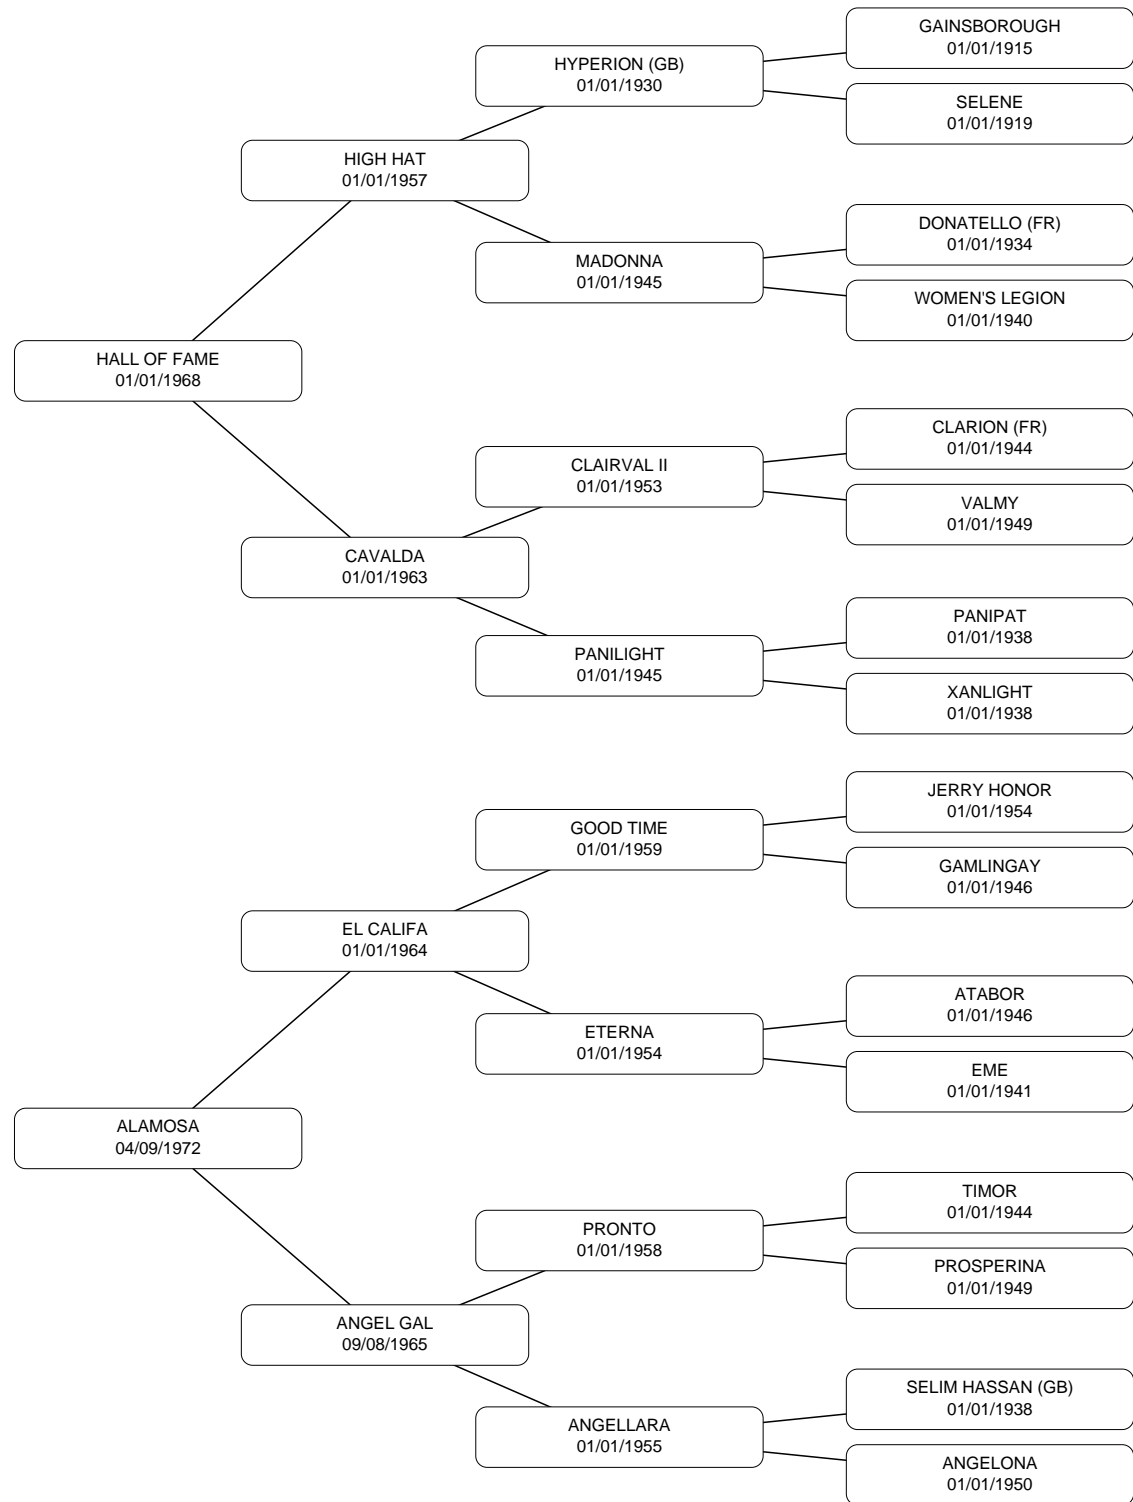 GAINSBOROUGH
01/01/1915
HYPERION (GB)
01/01/1930
SELENE
01/01/1919
HIGH HAT
01/01/1957
DONATELLO (FR)
01/01/1934
MADONNA
01/01/1945
WOMEN'S LEGION
01/01/1940
HALL OF FAME
01/01/1968
CLARION (FR)
01/01/1944
CLAIRVAL II
01/01/1953
VALMY
01/01/1949
CAVALDA
01/01/1963
PANIPAT
01/01/1938
PANILIGHT
01/01/1945
XANLIGHT
01/01/1938
JERRY HONOR
01/01/1954
GOOD TIME
01/01/1959
GAMLINGAY
01/01/1946
EL CALIFA
01/01/1964
ATABOR
01/01/1946
ETERNA
01/01/1954
EME
01/01/1941
ALAMOSA
04/09/1972
TIMOR
01/01/1944
PRONTO
01/01/1958
PROSPERINA
01/01/1949
ANGEL GAL
09/08/1965
SELIM HASSAN (GB)
01/01/1938
ANGELLARA
01/01/1955
ANGELONA
01/01/1950